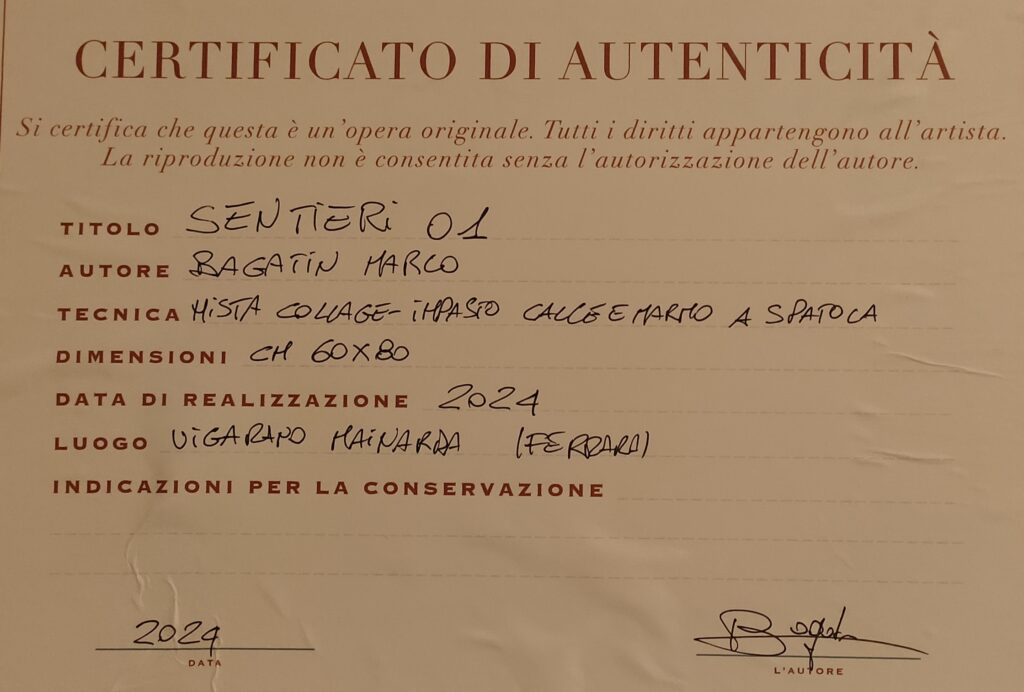 CERTIFICATO DI AUTENTICITÀ
Si certifica che questa è un'opera originale. Tutti i diritti appartengono all'artista.
La riproduzione non è consentita senza l'autorizzazione dell'autore.
TITOLO SENTIERI 01
AUTORE BAGATIN MARCO
TECNICA MISTA COLLAGE-IMPASTO CALCE E MARMO A SPATOLA
DIMENSIONI CM 60X80
DATA DI REALIZZAZIONE 2024
LUOGO VIGARANO MAINARDA (FERRARA)
INDICAZIONI PER LA CONSERVAZIONE
2024
DATA
L'AUTORE